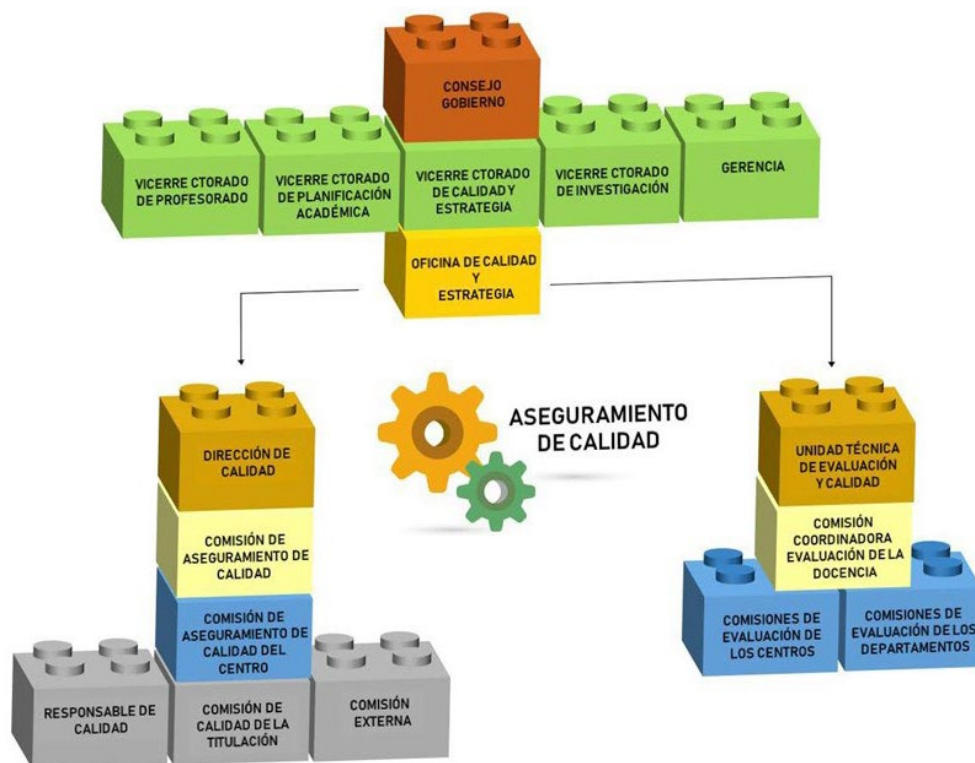 CONSEJO
GOBIERNO
VICERRE CTORADO
DE PROFESORADO
VICERRE CTORADO
DE PLANIFICACIÓN
ACADÉMICA
VICERRE CTORADO
DE CALIDAD Y
ESTRATEGIA
VICERRE CTORADO
DE INVESTIGACIÓN
GERENCIA
OFICINA DE CALIDAD
Y
ESTRATEGIA
DIRECCIÓN DE
CALIDAD
COMISIÓN DE
ASEGURAMIENTO DE
CALIDAD
COMISIÓN DE
ASEGURAMIENTO DE
CALIDAD DEL
CENTRO
RESPONSABLE DE
CALIDAD
COMISIÓN DE
CALIDAD DE LA
TITULACIÓN
COMISIÓN
EXTERNA
ASEGURAMIENTO
DE CALIDAD
UNIDAD TÉCNICA
DE EVALUACIÓN
Y CALIDAD
COMISIÓN
COORDINADORA
EVALUACIÓN DE LA
DOCENCIA
COMISIONES DE
EVALUACIÓN DE
LOS CENTROS
COMISIONES DE
EVALUACIÓN DE LOS
DEPARTAMENTOS